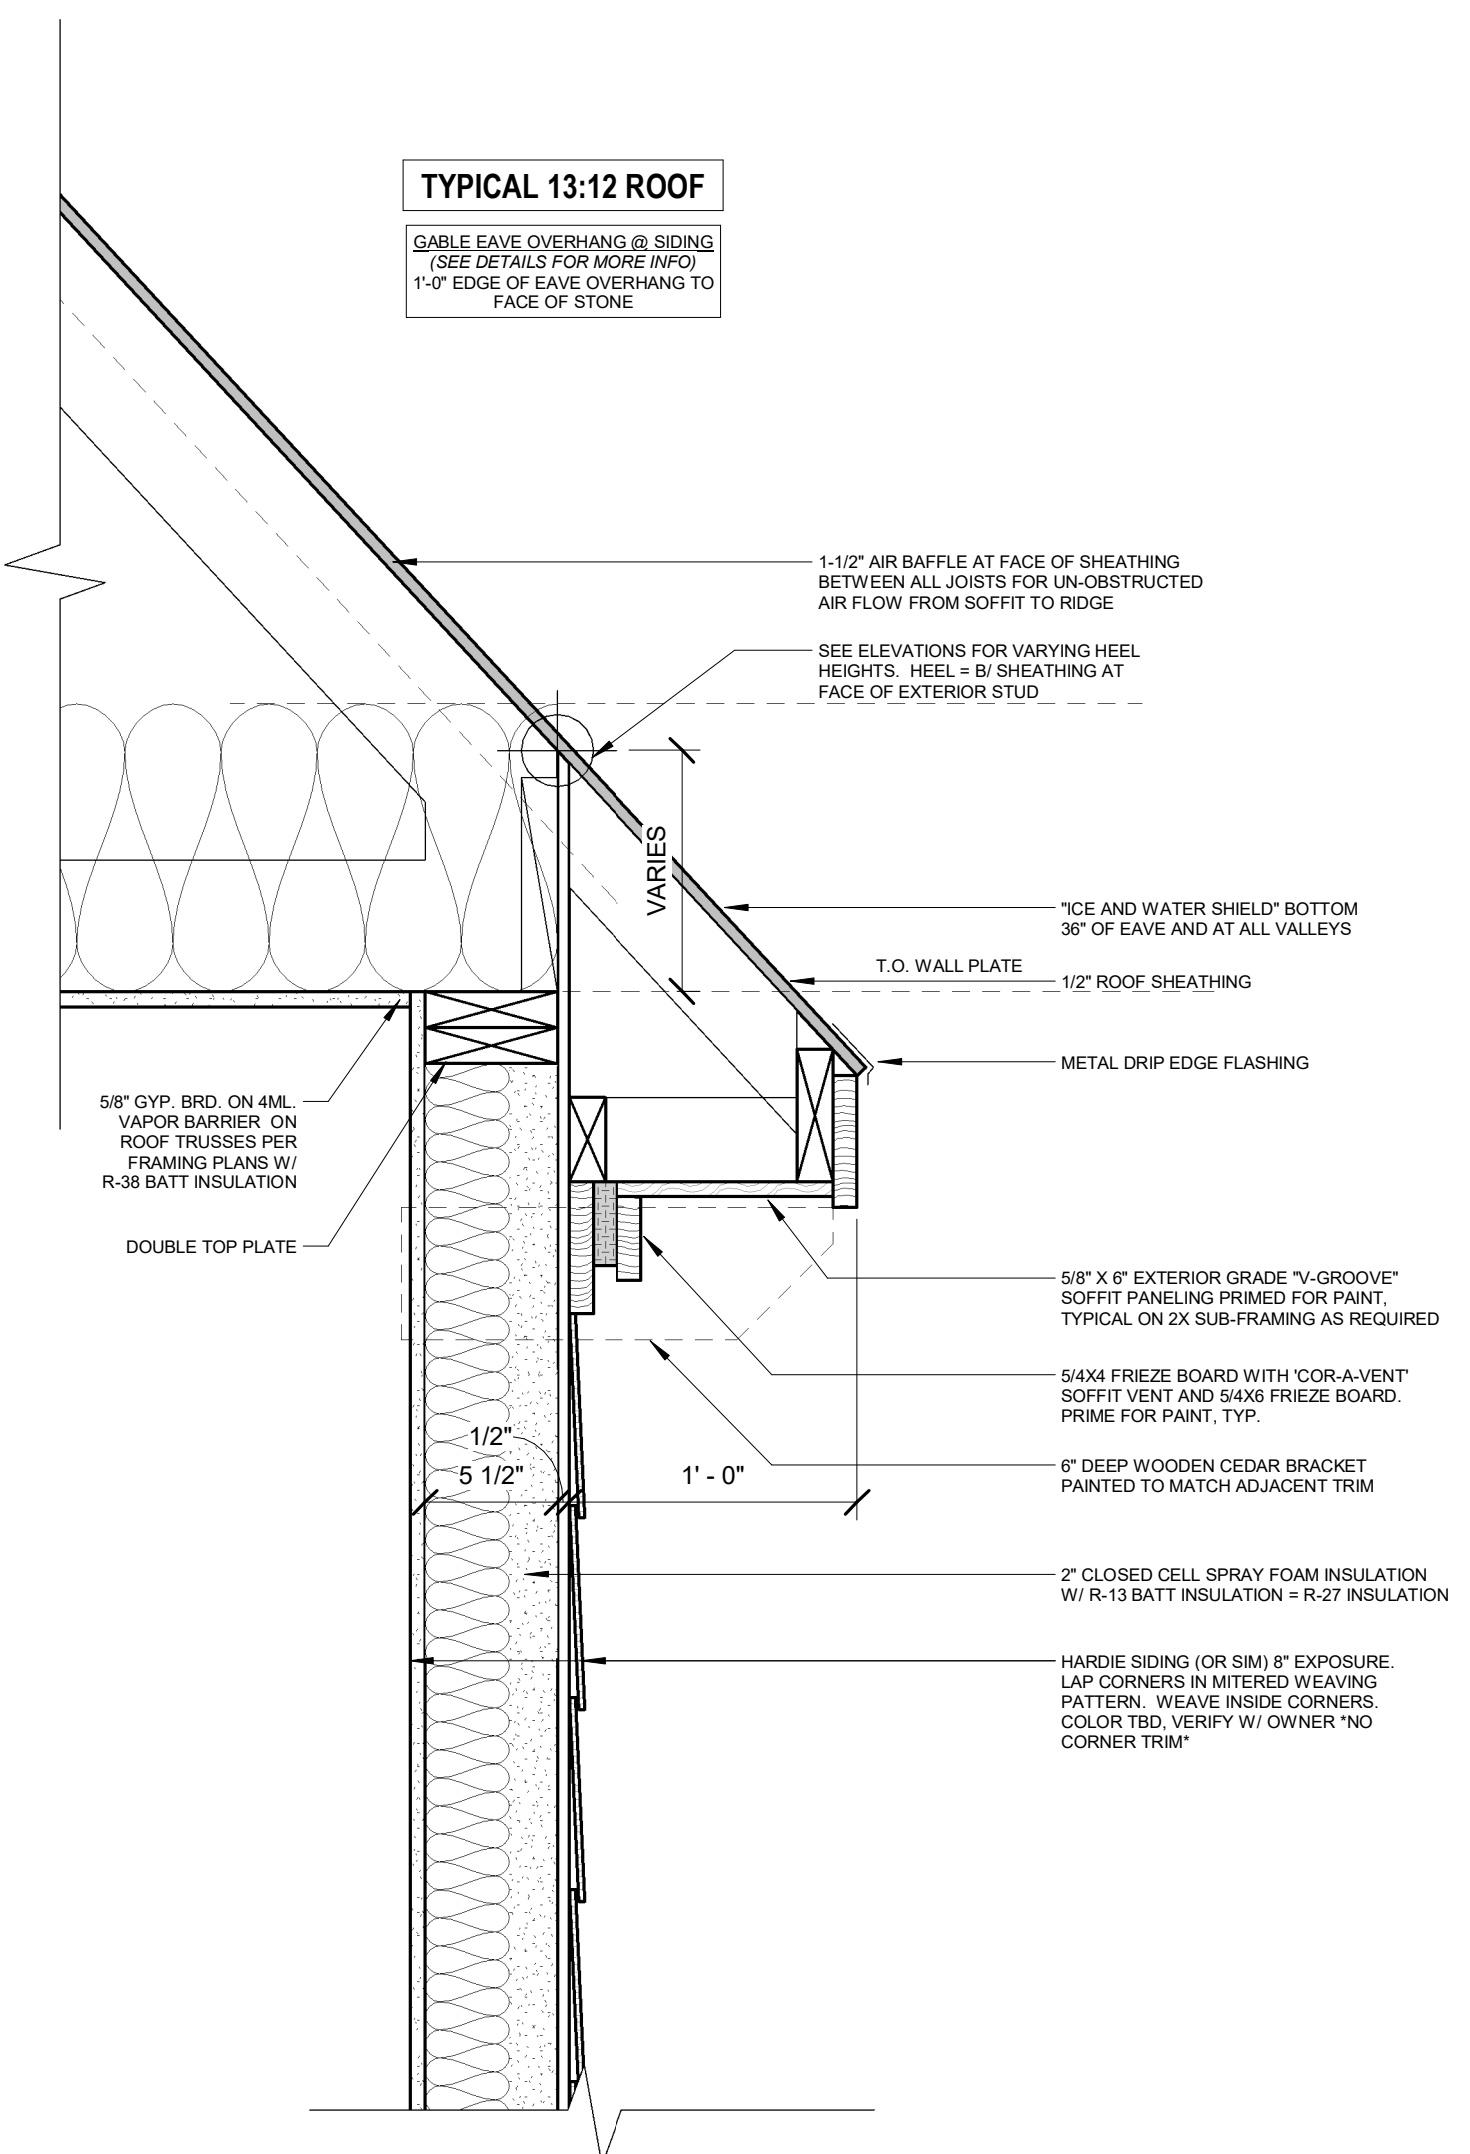 TYPICAL 13:12 ROOF
GABLE EAVE OVERHANG @ SIDING
(SEE DETAILS FOR MORE INFO)
1'-0" EDGE OF EAVE OVERHANG TO
FACE OF STONE
1-1/2" AIR BAFFLE AT FACE OF SHEATHING
BETWEEN ALL JOISTS FOR UN-OBSTRUCTED
AIR FLOW FROM SOFFIT TO RIDGE
SEE ELEVATIONS FOR VARYING HEEL
HEIGHTS. HEEL = B/ SHEATHING AT
FACE OF EXTERIOR STUD
VARIES
"ICE AND WATER SHIELD" BOTTOM
36" OF EAVE AND AT ALL VALLEYS
T.O. WALL PLATE
1/2" ROOF SHEATHING
METAL DRIP EDGE FLASHING
5/8" GYP. BRD. ON 4ML.
VAPOR BARRIER ON
ROOF TRUSSES PER
FRAMING PLANS W/
R-38 BATT INSULATION
DOUBLE TOP PLATE
5/8" X 6" EXTERIOR GRADE "V-GROOVE"
SOFFIT PANELING PRIMED FOR PAINT,
TYPICAL ON 2X SUB-FRAMING AS REQUIRED
5/4X4 FRIEZE BOARD WITH 'COR-A-VENT'
SOFFIT VENT AND 5/4X6 FRIEZE BOARD.
PRIME FOR PAINT, TYP.
1/2"
5 1/2"
1' - 0"
6" DEEP WOODEN CEDAR BRACKET
PAINTED TO MATCH ADJACENT TRIM
2" CLOSED CELL SPRAY FOAM INSULATION
W/ R-13 BATT INSULATION = R-27 INSULATION
HARDIE SIDING (OR SIM) 8" EXPOSURE.
LAP CORNERS IN MITERED WEAVING
PATTERN. WEAVE INSIDE CORNERS.
COLOR TBD, VERIFY W/ OWNER *NO
CORNER TRIM*